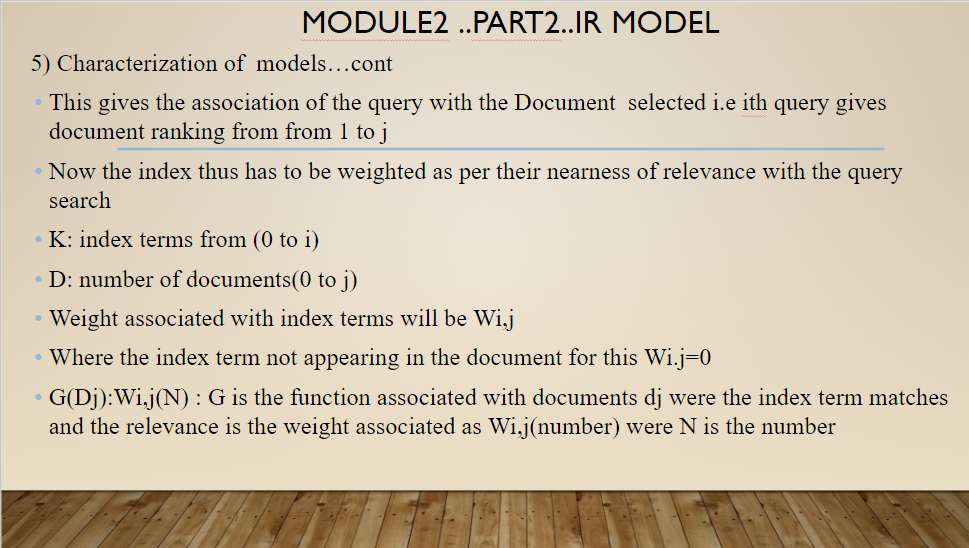 MODULE2 ..PART2..IR MODEL
5) Characterization of models…cont
• This gives the association of the query with the Document selected i.e ith query gives
document ranking from from 1 to j
• Now the index thus has to be weighted as per their nearness of relevance with the query
search
• K: index terms from (0 to i)
• D: number of documents(0 to j)
• Weight associated with index terms will be Wi,j
• Where the index term not appearing in the document for this Wi.j=0
• G(Dj):Wi,j(N) : G is the function associated with documents dj were the index term matches
and the relevance is the weight associated as Wi,j(number) were N is the number